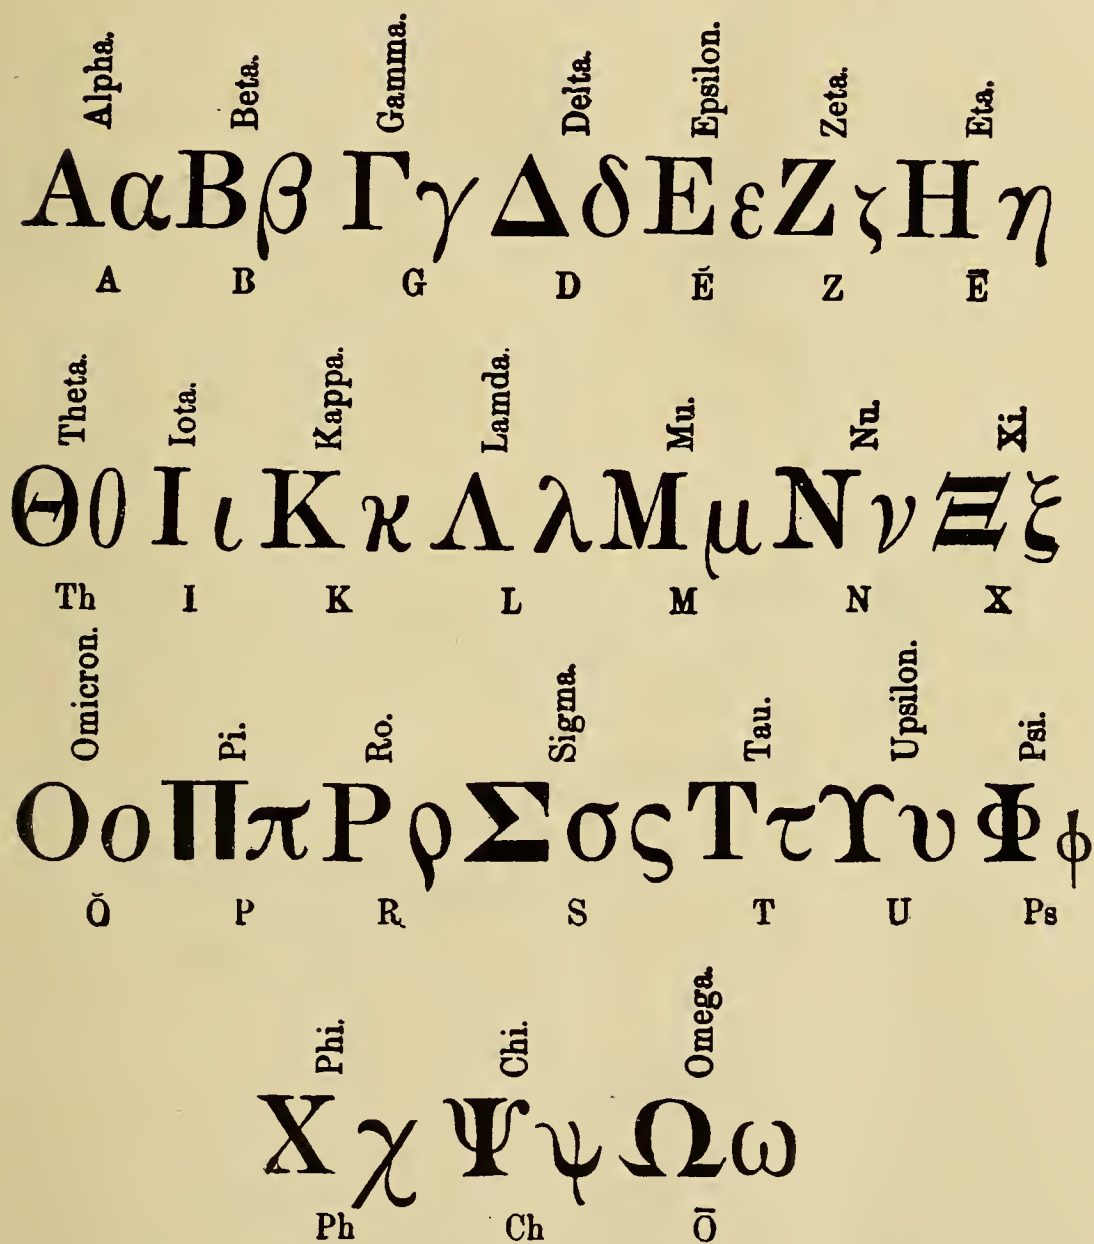 Alpha. Beta. Gamma. Delta. Epsilon. Zeta. Eta.
Αα Ββ Γγ Δδ Εε Ζζ Ηη
A B G D Ĕ Z Ē
Theta. Iota. Kappa. Lamda. Mu. Nu. Xi.
Θθ Ιι Κκ Λλ Μμ Νν Ξξ
Th I K L M N X
Omicron. Pi. Ro. Sigma. Tau. Upsilon. Psi.
Οο Ππ Ρρ Σσς Ττ Υυ Φφ
Ŏ P R S T U Ps
Phi. Chi. Omega.
Χχ Ψψ Ωω
Ph Ch Ō